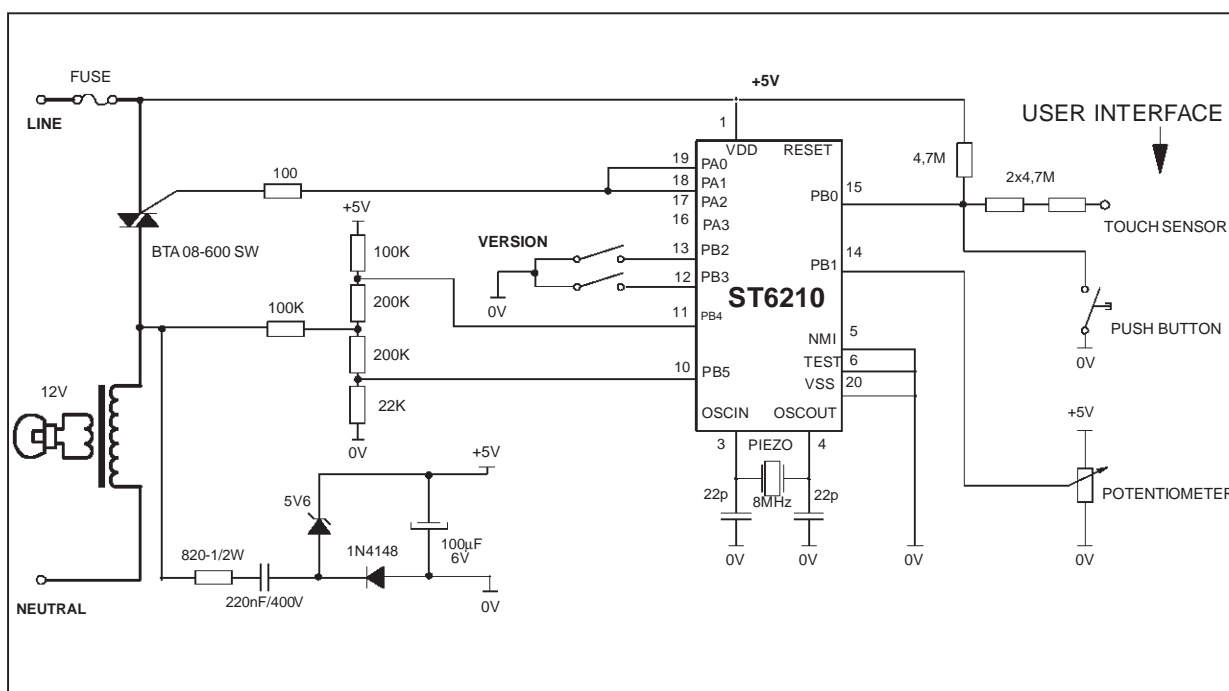 FUSE
LINE
+5V
USER INTERFACE
1
VDD
RESET
19
PA0
18
PA1
17
PA2
16
PA3
100
4,7M
2x4,7M
15
PB0
TOUCH SENSOR
BTA 08-600 SW
+5V
100K
VERSION
13
PB2
12
PB3
0V
14
PB1
ST6210
200K
100K
11
PB4
PUSH BUTTON
0V
NMI
5
TEST
6
VSS
20
200K
10
PB5
12V
22K
0V
OSCIN
OSCOUT
3
4
PIEZO
8MHz
22p
22p
0V
0V
0V
+5V
POTENTIOMETER
0V
+5V
5V6
100µF
6V
1N4148
820-1/2W
220nF/400V
0V
NEUTRAL